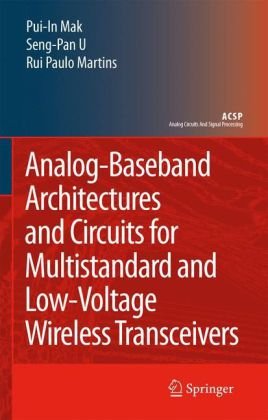 Pui-In Mak
Seng-Pan U
Rui Paulo Martins
ACSP
Analog Circuits And Signal Processing
Analog-Baseband
Architectures
and Circuits for
Multistandard and
Low-Voltage
Wireless Transceivers
Springer